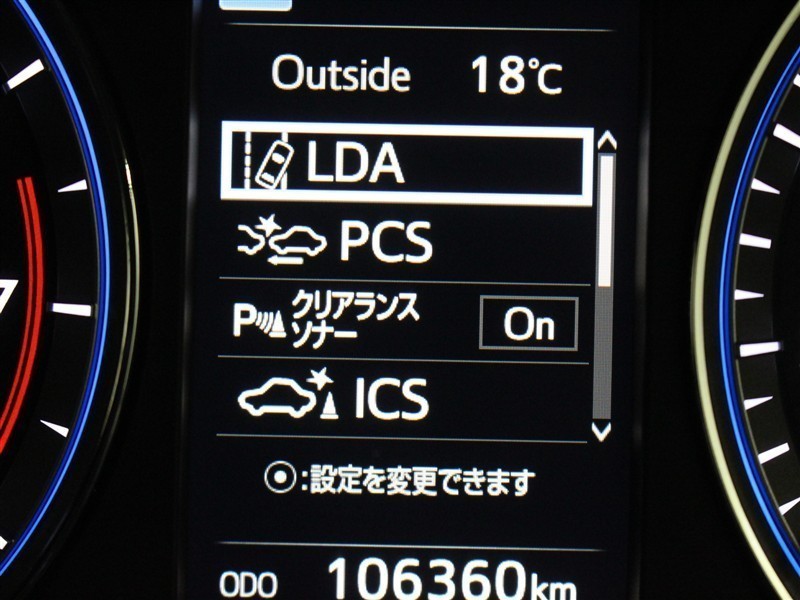 Outside 18℃
LDA
PCS
P クリアランス
ソナー On
ICS
⦿:設定を変更できます
ODO 106360km